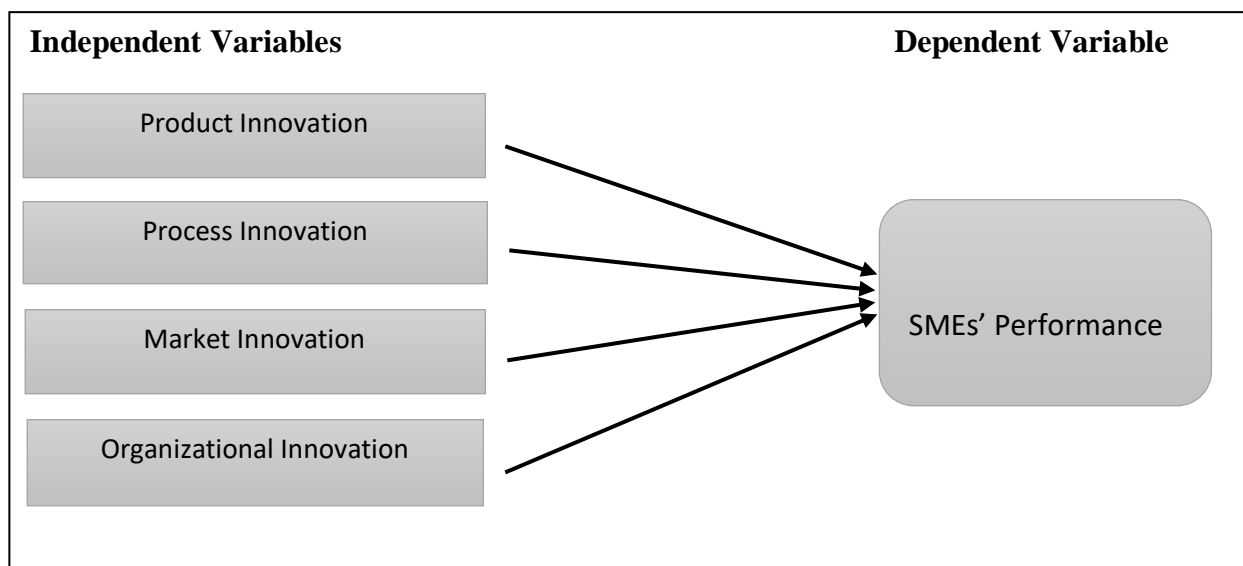 Independent Variables
Dependent Variable
Product Innovation
Process Innovation
Market Innovation
Organizational Innovation
SMEs’ Performance